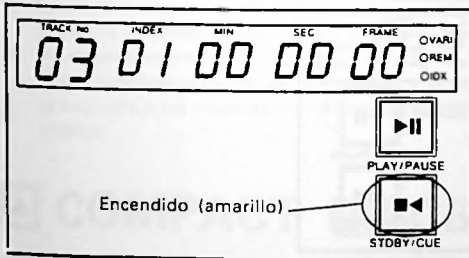 TRACK NO INDEX MIN SEC FRAME
03 01 00 00 00
VARI
REM
IDX
PLAY/PAUSE
Encendido (amarillo)
STDBY/CUE
COMPACT